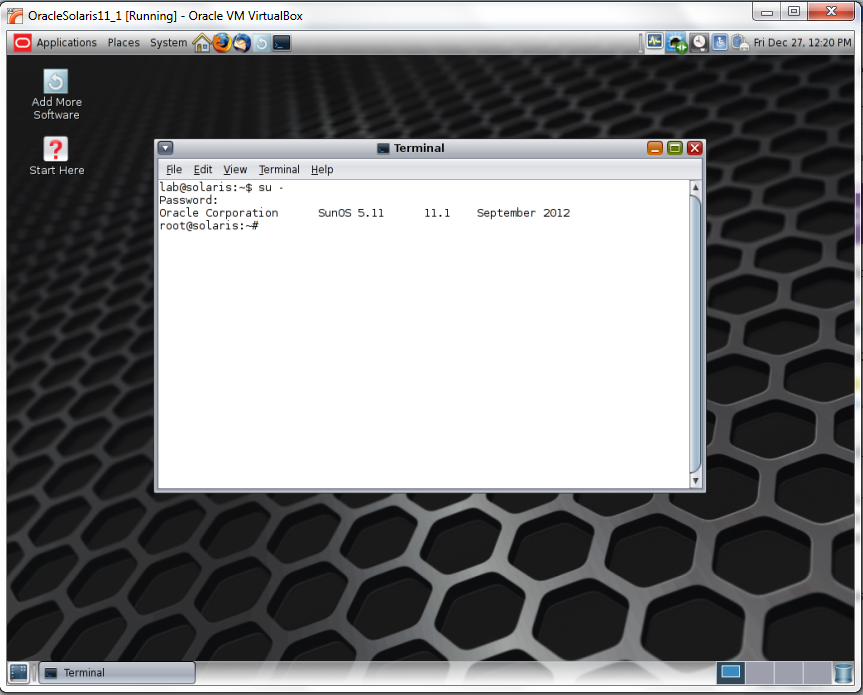 OracleSolaris11_1 [Running] - Oracle VM VirtualBox
Applications Places System Fri Dec 27, 12:20 PM
Add More
Software
Start Here
Terminal
File Edit View Terminal Help
lab@solaris:~$ su -
Password:
Oracle Corporation      SunOS 5.11      11.1    September 2012
root@solaris:~#
Terminal